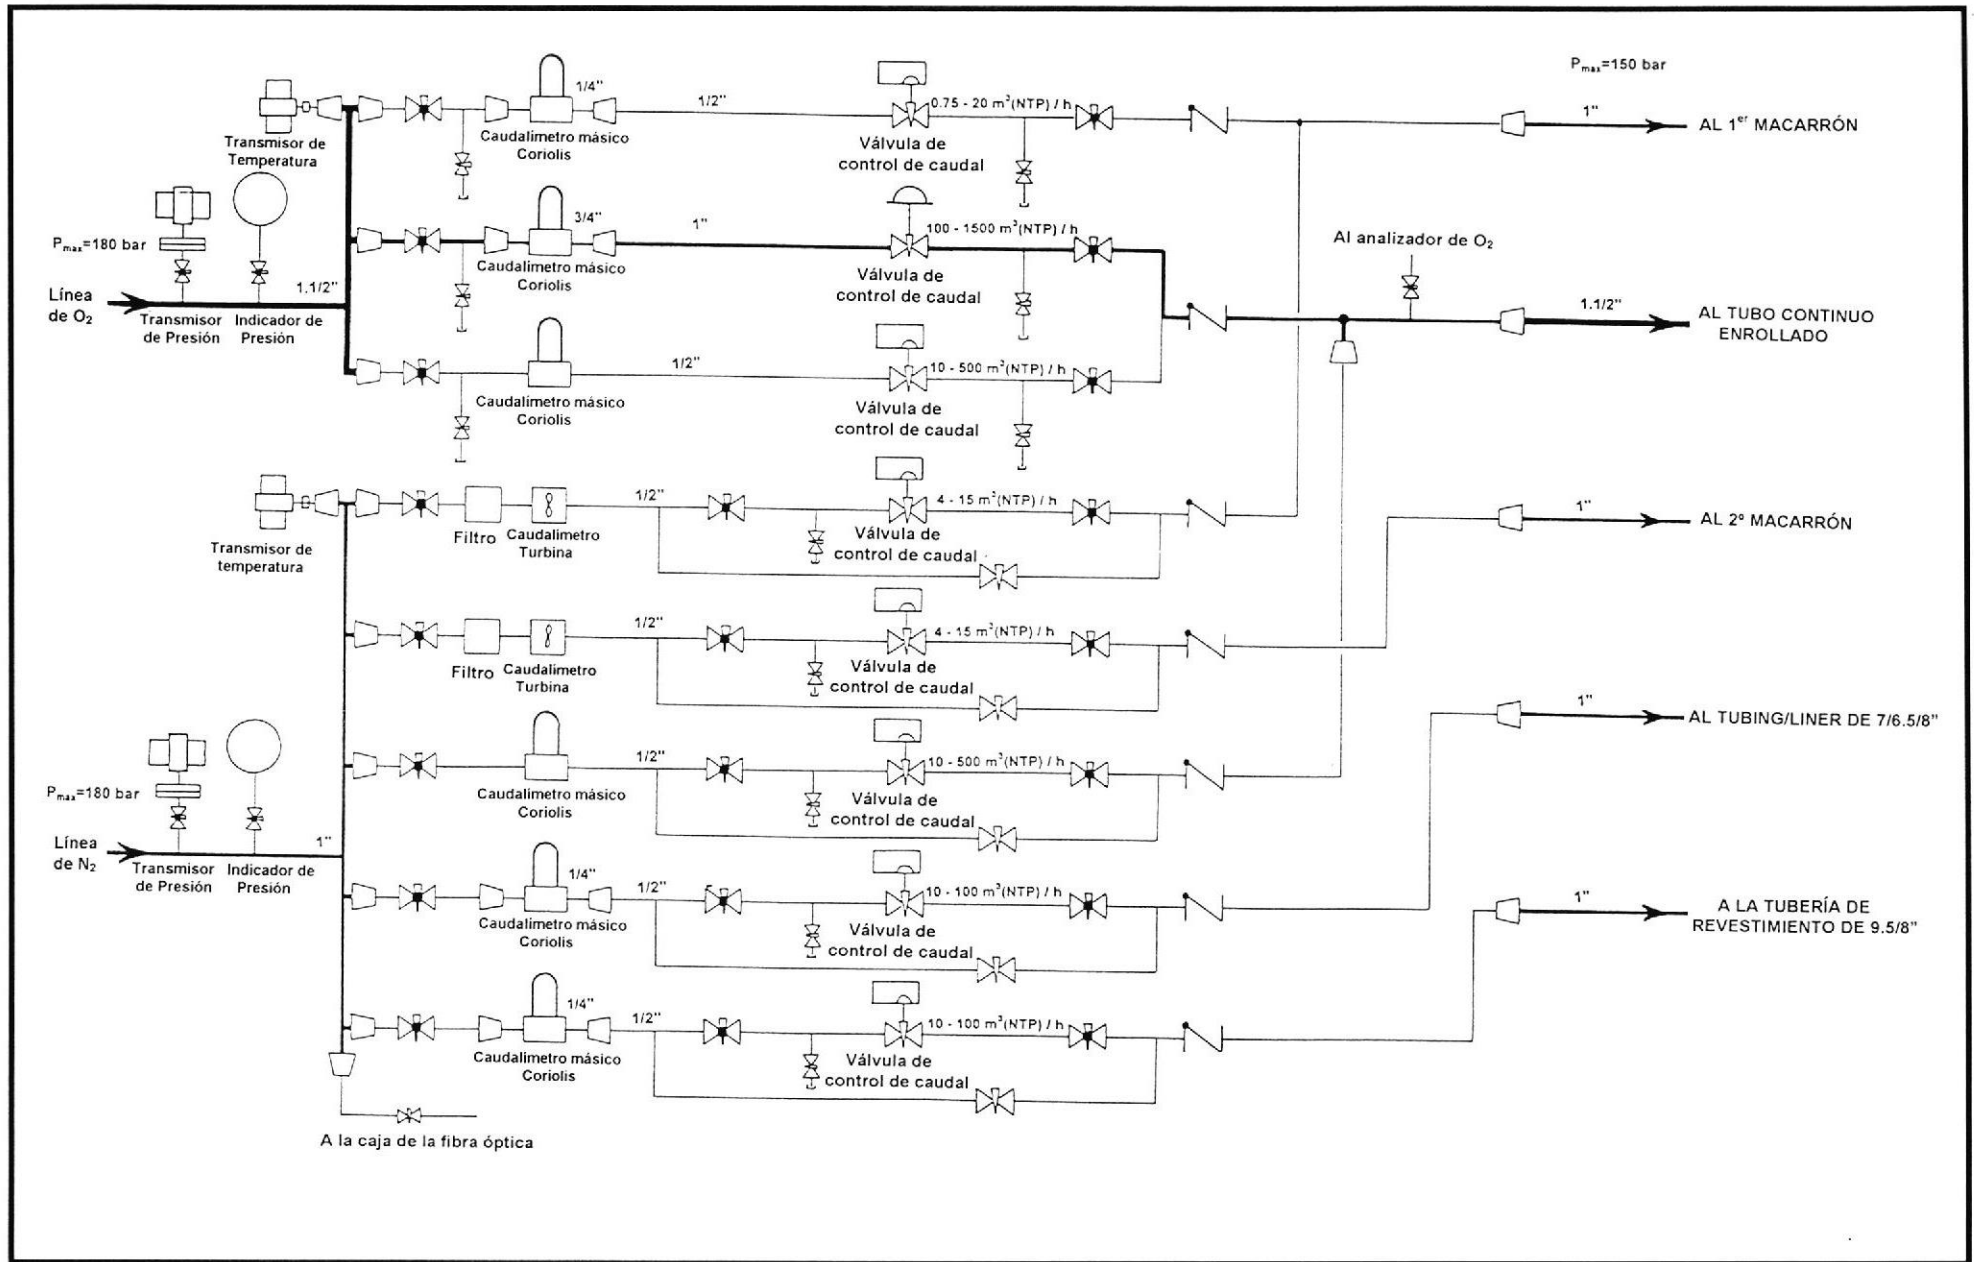 Pmax=150 bar
1/4"
1/2"
0.75 - 20 m³(NTP) / h
1"
AL 1er MACARRÓN
Transmisor de
Temperatura
Caudalímetro másico
Coriolis
Válvula de
control de caudal
Pmax=180 bar
3/4"
1"
100 - 1500 m³(NTP) / h
Al analizador de O2
Caudalímetro másico
Coriolis
Válvula de
control de caudal
Línea
de O2
1.1/2"
Transmisor
de Presión
Indicador de
Presión
1.1/2"
AL TUBO CONTINUO
ENROLLADO
1/2"
10 - 500 m³(NTP) / h
Caudalímetro másico
Coriolis
Válvula de
control de caudal
1/2"
4 - 15 m³(NTP) / h
1"
AL 2º MACARRÓN
Transmisor de
temperatura
Filtro
Caudalímetro
Turbina
Válvula de
control de caudal
1/2"
4 - 15 m³(NTP) / h
Filtro
Caudalímetro
Turbina
Válvula de
control de caudal
1"
AL TUBING/LINER DE 7/6.5/8"
Pmax=180 bar
1/2"
10 - 500 m³(NTP) / h
Caudalímetro másico
Coriolis
Válvula de
control de caudal
Línea
de N2
1"
Transmisor
de Presión
Indicador de
Presión
1/4"
1/2"
10 - 100 m³(NTP) / h
1"
A LA TUBERÍA DE
REVESTIMIENTO DE 9.5/8"
Caudalímetro másico
Coriolis
Válvula de
control de caudal
1/4"
1/2"
10 - 100 m³(NTP) / h
Caudalímetro másico
Coriolis
Válvula de
control de caudal
A la caja de la fibra óptica